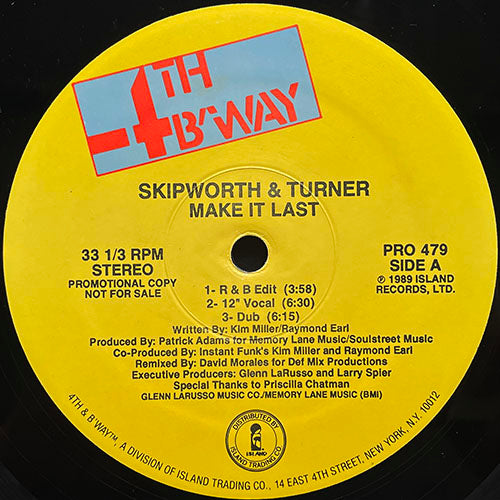 4TH
B'WAY
SKIPWORTH & TURNER
MAKE IT LAST
33 1/3 RPM
STEREO
PROMOTIONAL COPY
NOT FOR SALE
PRO 479
SIDE A
℗ 1989 ISLAND
RECORDS, LTD.
1- R & B Edit (3:58)
2- 12" Vocal (6:30)
3- Dub (6:15)
Written By: Kim Miller/Raymond Earl
Produced By: Patrick Adams for Memory Lane Music/Soulstreet Music
Co-Produced By: Instant Funk's Kim Miller and Raymond Earl
Remixed By: David Morales for Def Mix Productions
Executive Producers: Glenn LaRusso and Larry Spier
Special Thanks to Priscilla Chatman
GLENN LARUSSO MUSIC CO./MEMORY LANE MUSIC (BMI)
DISTRIBUTED BY
ISLAND
ISLAND TRADING CO
4TH & B'WAY™, A DIVISION OF ISLAND TRADING CO., 14 EAST 4TH STREET, NEW YORK, N.Y. 10012